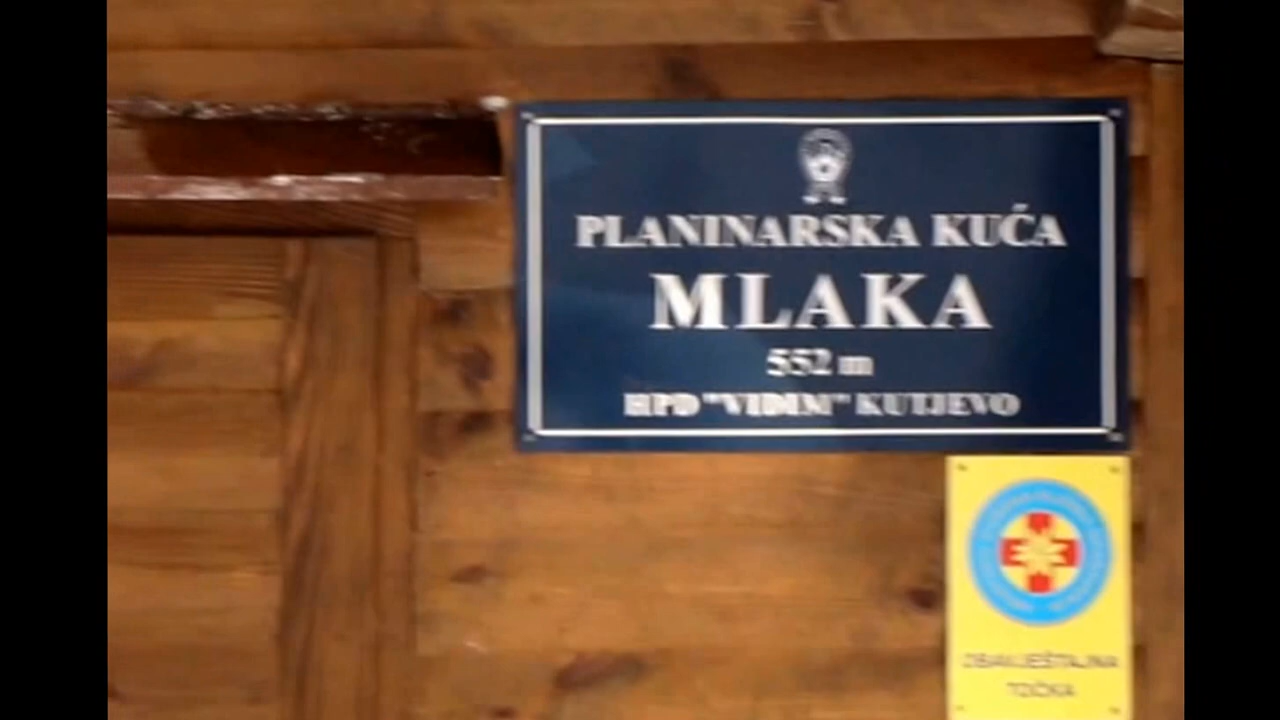 PLANINARSKA KUĆA
MLAKA
552 m
HPD "VIDIM" KUTJEVO
OBAVJEŠTAJNA
TOČKA